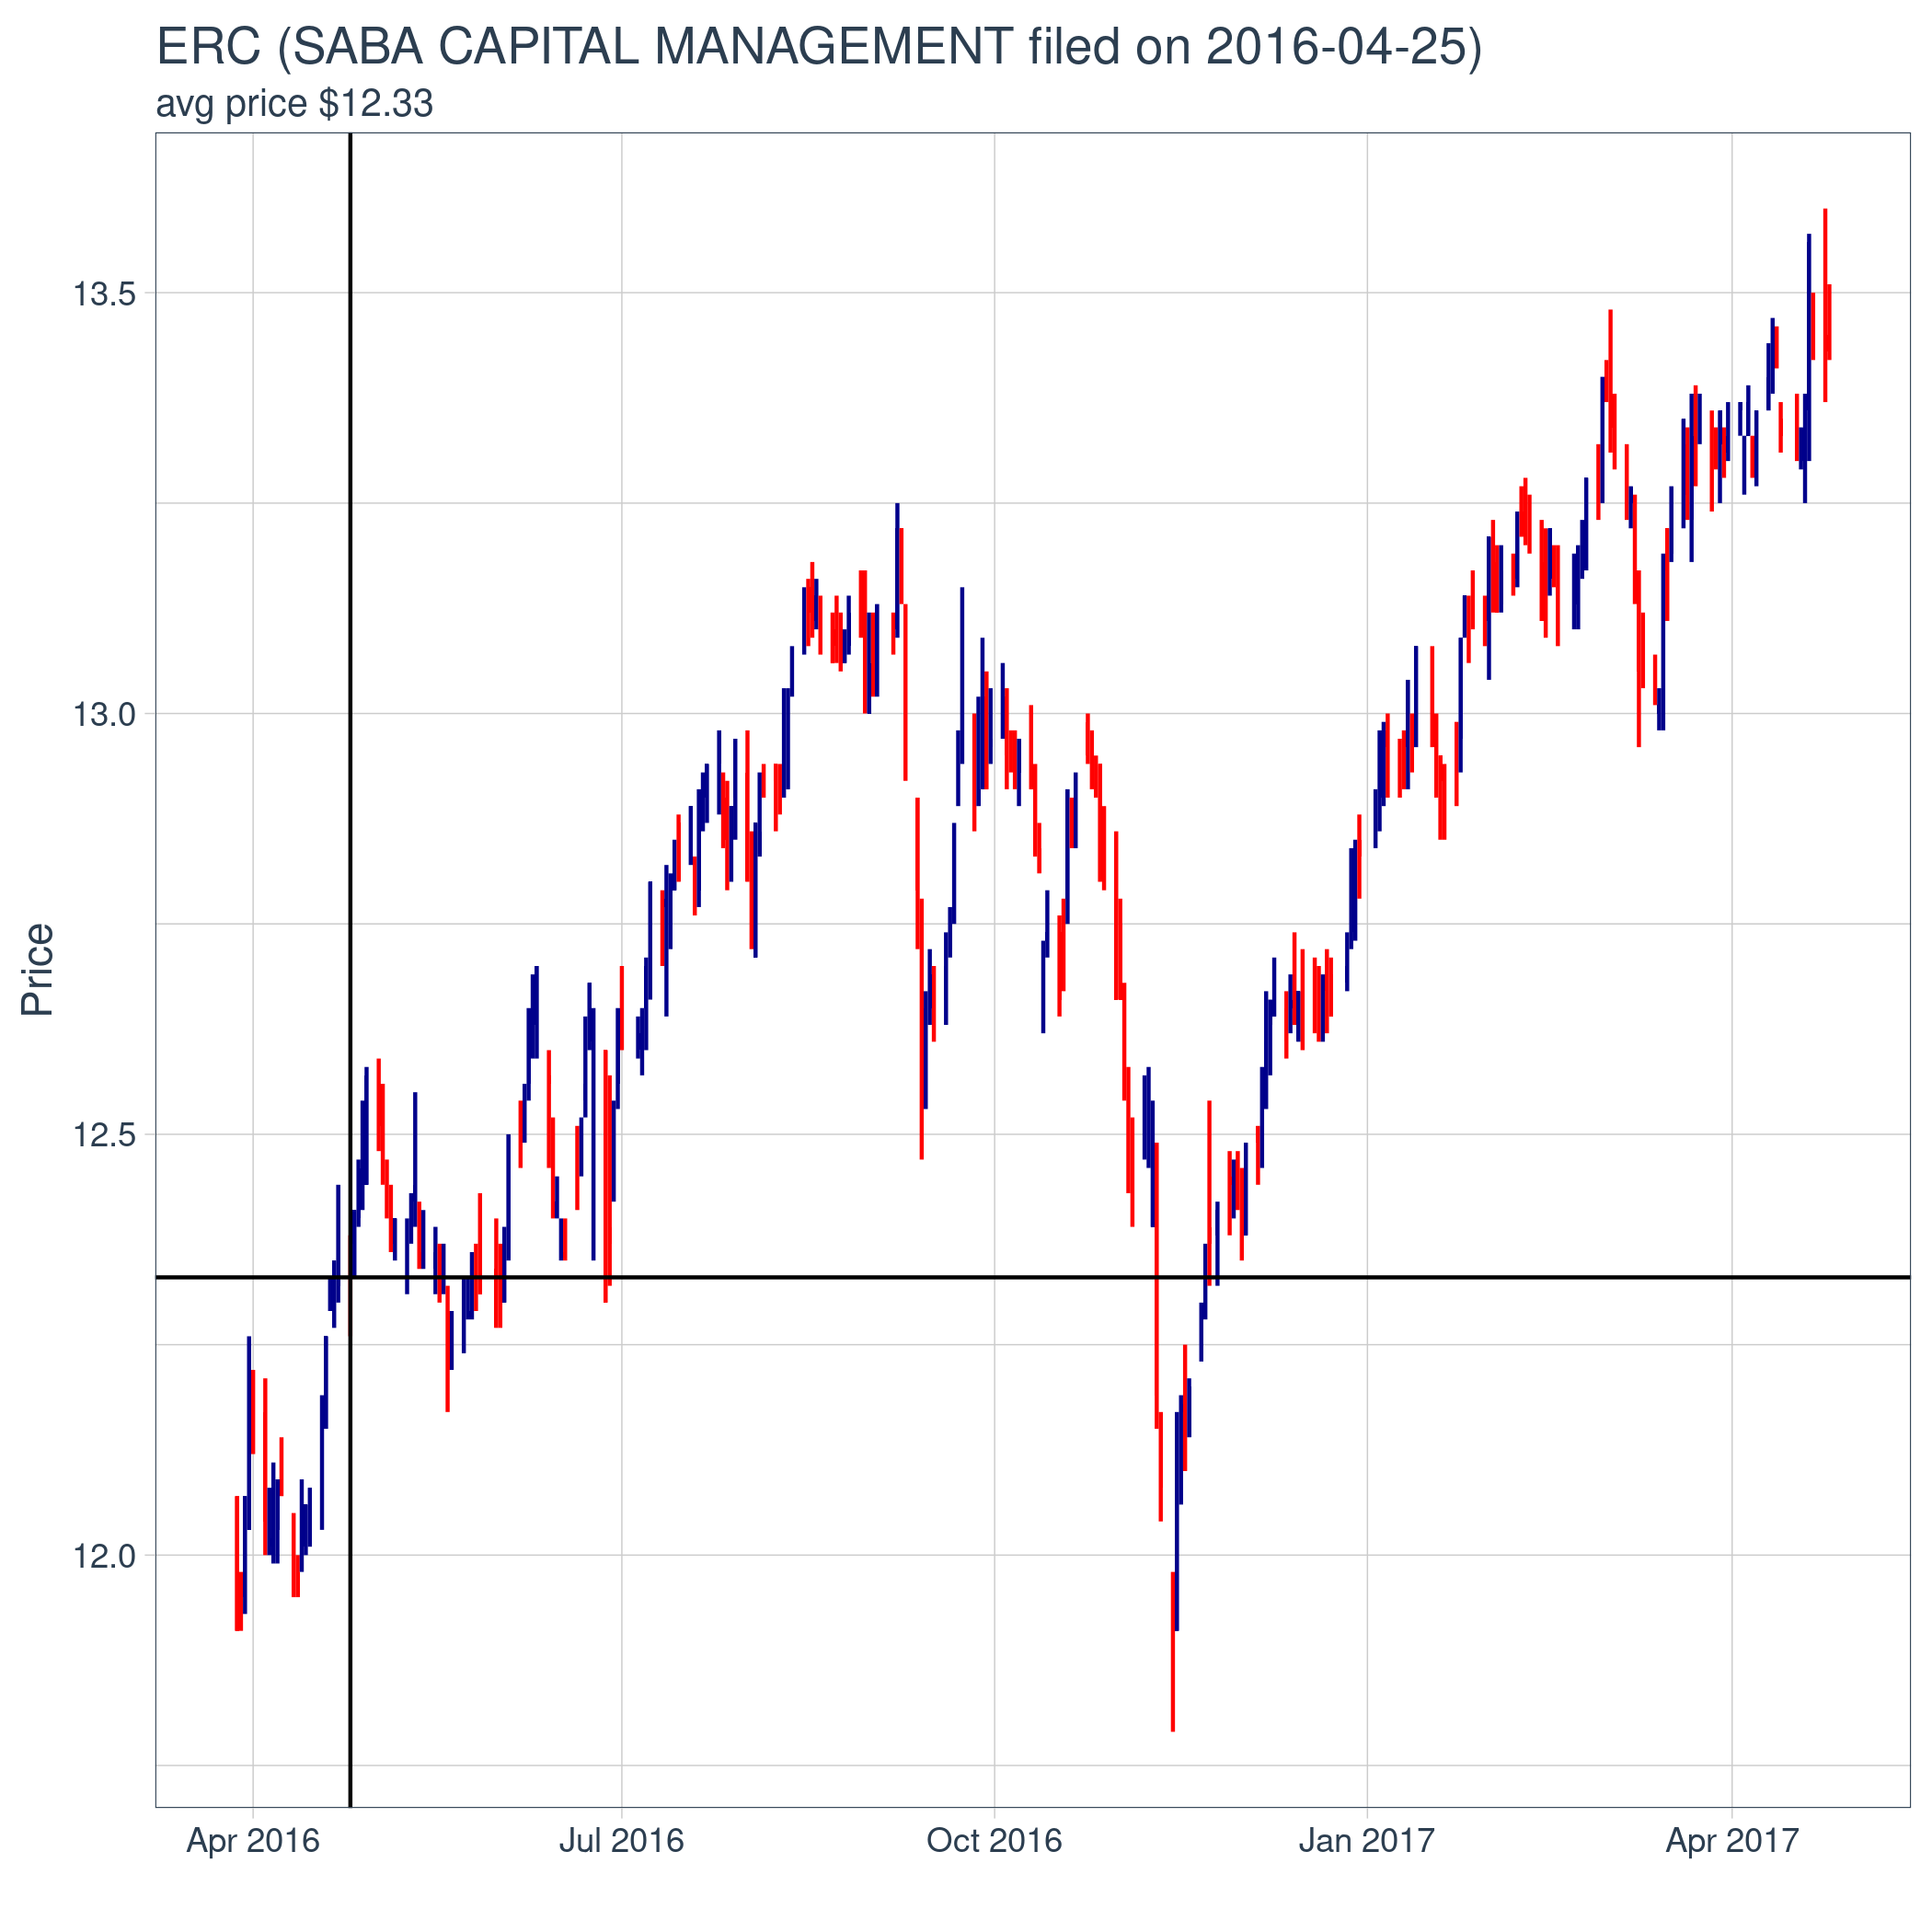 ERC (SABA CAPITAL MANAGEMENT filed on 2016-04-25)
avg price $12.33
13.5
13.0
12.5
12.0
Price
Apr 2016
Jul 2016
Oct 2016
Jan 2017
Apr 2017